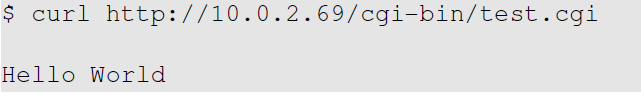 $ curl http://10.0.2.69/cgi-bin/test.cgi
Hello World